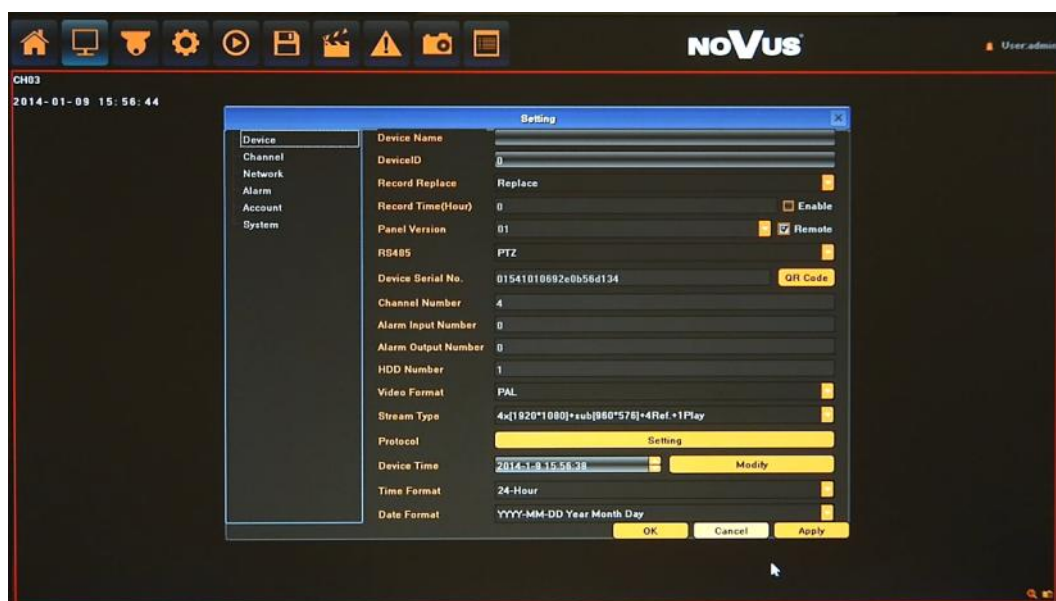 NOVUS
User:admin
CH03
2014-01-09 15:56:44
Setting
Device
Channel
Network
Alarm
Account
System
Device Name
DeviceID 0
Record Replace Replace
Record Time(Hour) 0 Enable
Panel Version 01 Remote
RS485 PTZ
Device Serial No. 01541010692e0b56d134 QR Code
Channel Number 4
Alarm Input Number 0
Alarm Output Number 0
HDD Number 1
Video Format PAL
Stream Type 4x[1920*1080]+sub[960*576]+4Ref.+1Play
Protocol Setting
Device Time 2014-1-9 15:56:38 Modify
Time Format 24-Hour
Date Format YYYY-MM-DD Year Month Day
OK Cancel Apply